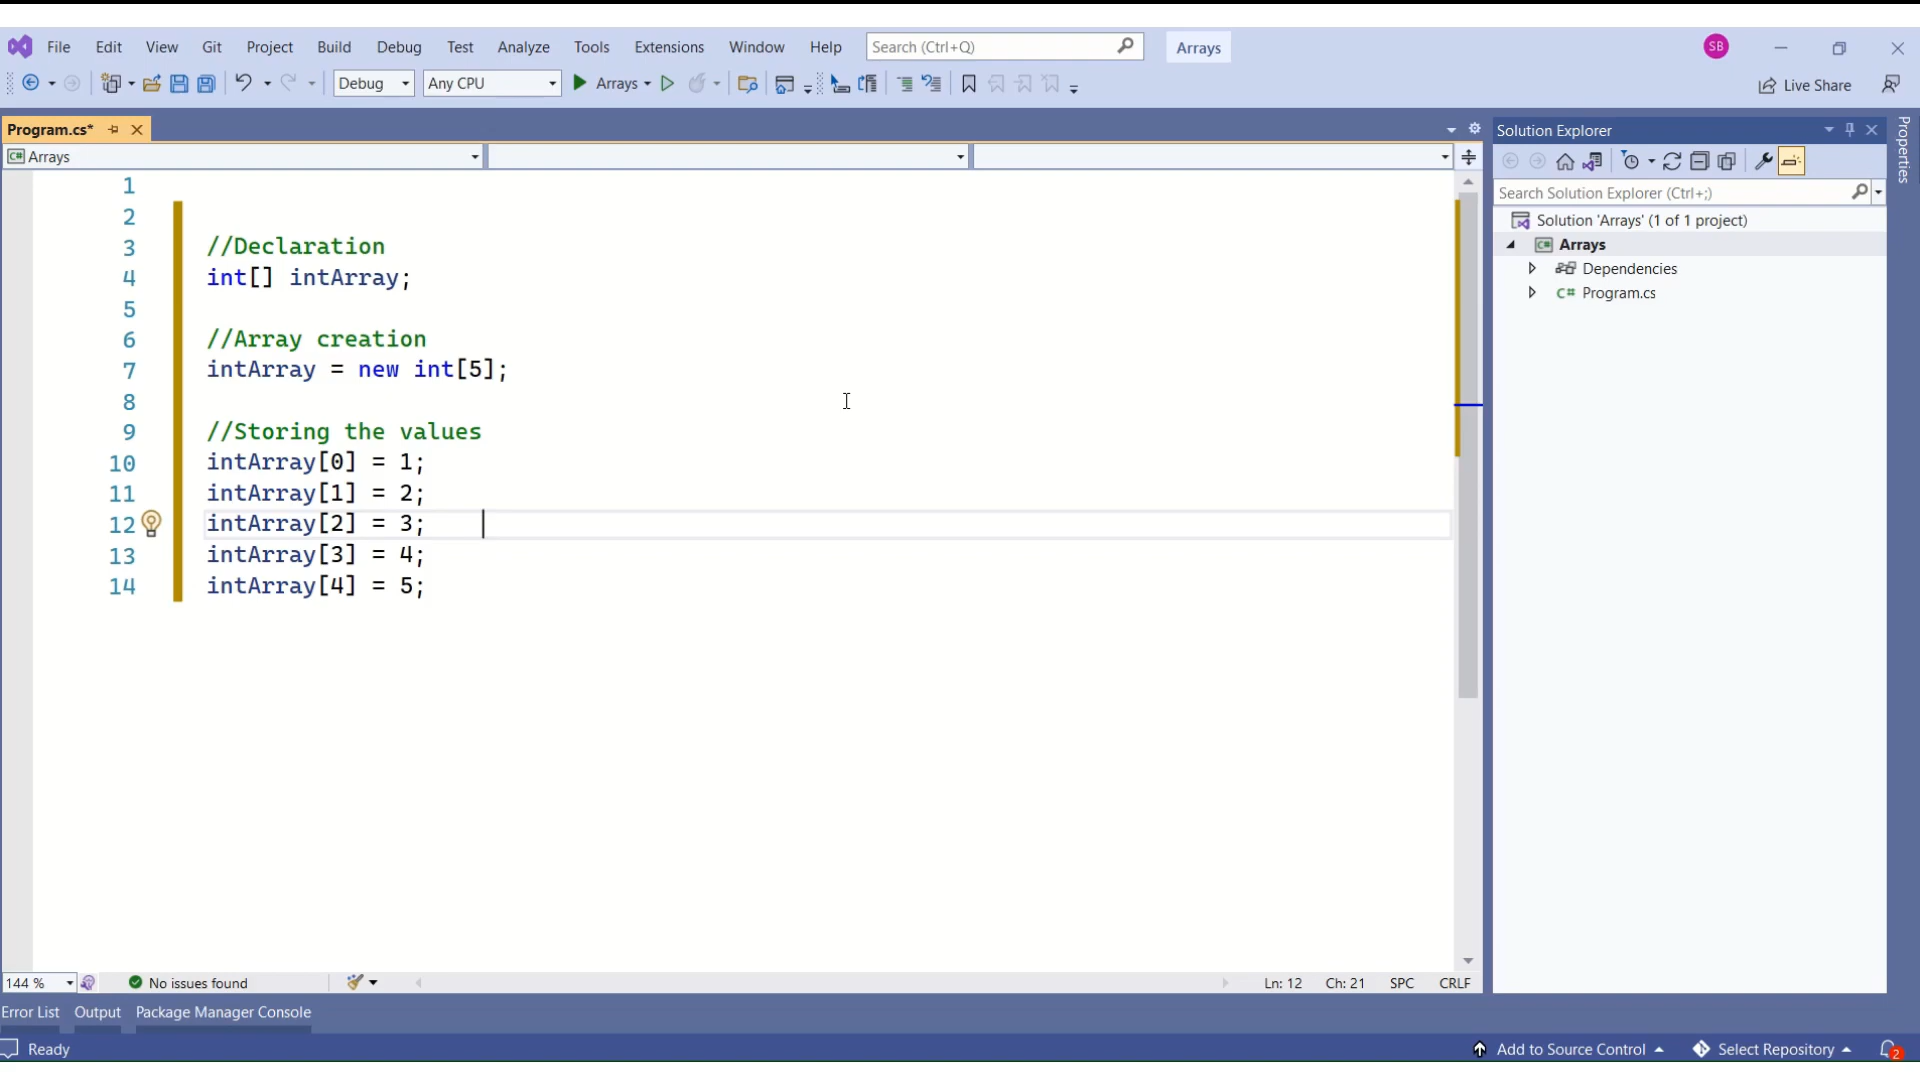 File Edit View Git Project Build Debug Test Analyze Tools Extensions Window Help Search (Ctrl+Q) Arrays SB
Debug Any CPU Arrays Live Share
Program.cs*
Solution Explorer
Properties
C# Arrays
Search Solution Explorer (Ctrl+;)
Solution 'Arrays' (1 of 1 project)
C# Arrays
Dependencies
C# Program.cs
1
2
3 //Declaration
4 int[] intArray;
5
6 //Array creation
7 intArray = new int[5];
8
9 //Storing the values
10 intArray[0] = 1;
11 intArray[1] = 2;
12 intArray[2] = 3;
13 intArray[3] = 4;
14 intArray[4] = 5;
144 % No issues found Ln: 12 Ch: 21 SPC CRLF
Error List Output Package Manager Console
Ready Add to Source Control Select Repository 2